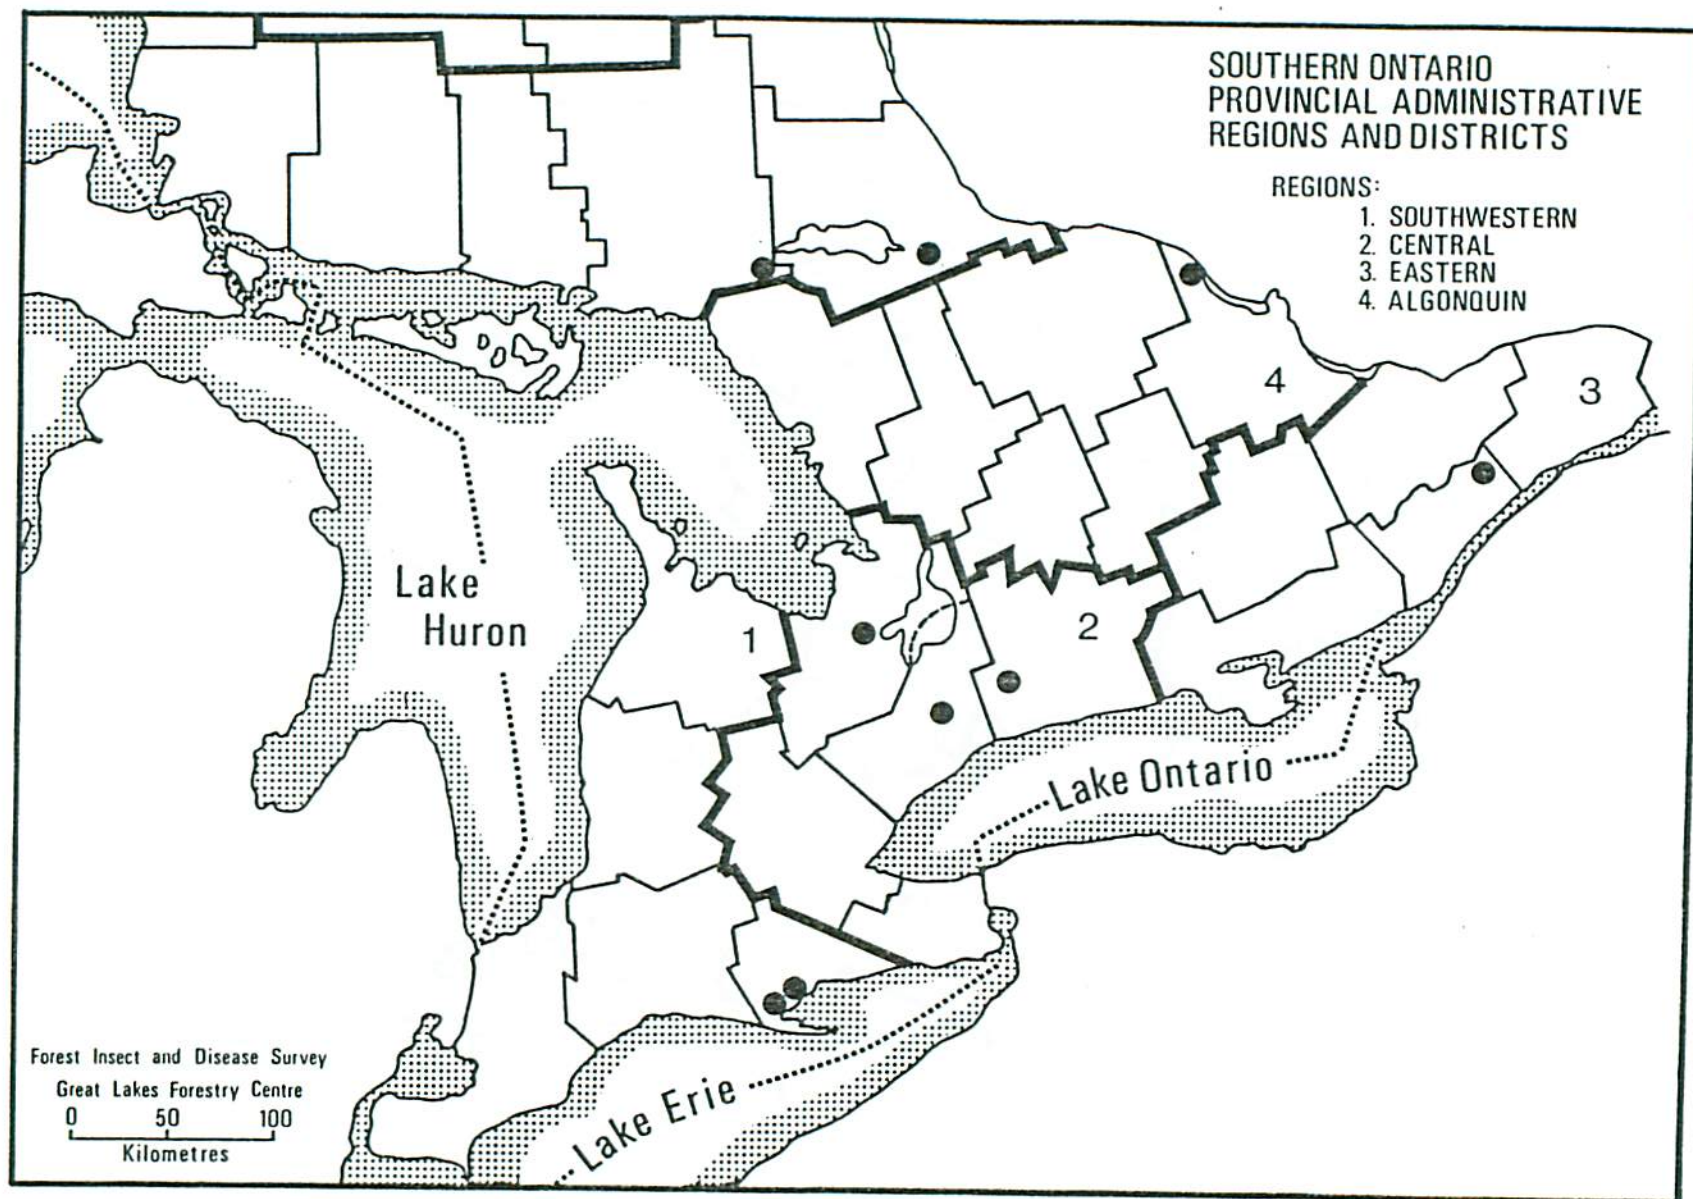 SOUTHERN ONTARIO
PROVINCIAL ADMINISTRATIVE
REGIONS AND DISTRICTS
REGIONS:
1. SOUTHWESTERN
2. CENTRAL
3. EASTERN
4. ALGONQUIN
4
3
Lake
Huron
1
2
Lake Ontario
Lake Erie
Forest Insect and Disease Survey
Great Lakes Forestry Centre
0 50 100
Kilometres